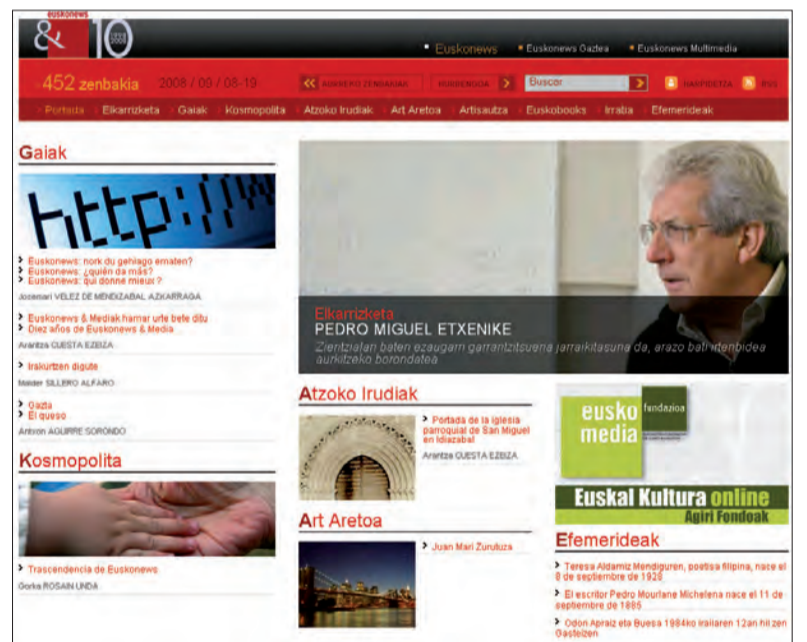 euskonews
& 10
1998 2008
Euskonews Euskonews Gaztea Euskonews Multimedia
452 zenbakia 2008 / 09 / 08-19 AURREKO ZENBAKIAK HURRENGOA Buscar HARPIDETZA RSS
Portada Elkarrizketa Gaiak Kosmopolita Atzoko Irudiak Art Aretoa Artisautza Euskobooks Irratia Efemerideak
Gaiak
http://w
Euskonews: nork du gehiago ematen?
Euskonews: ¿quién da más?
Euskonews: qui donne mieux?
Josemari VELEZ DE MENDIZABAL AZKARRAGA
Euskonews & Mediak hamar urte bete ditu
Diez años de Euskonews & Media
Arantza CUESTA EZEIZA
Irakurtzen digute
Maider SILLERO ALFARO
Gazta
El queso
Antxon AGUIRRE SORONDO
Kosmopolita
Trascendencia de Euskonews
Gorka ROSAIN UNDA
Elkarrizketa
PEDRO MIGUEL ETXENIKE
Zientzialari baten ezaugarri garrantzitsuena jarraikitasuna da, arazo bati irtenbidea
aurkitzeko borondatea
Atzoko Irudiak
Portada de la iglesia
parroquial de San Miguel
en Idiazabal
Arantza CUESTA EZEIZA
Art Aretoa
Juan Mari Zurutuza
eusko
media
fundazioa
Euskal Kultura online
Agiri Fondoak
Efemerideak
Teresa Aldamiz Mendiguren, poetisa filipina, nace el
8 de septiembre de 1928
El escritor Pedro Mourlane Michelena nace el 11 de
septiembre de 1885
Odon Apraiz eta Buesa 1984ko irailaren 12an hil zen
Gasteizen